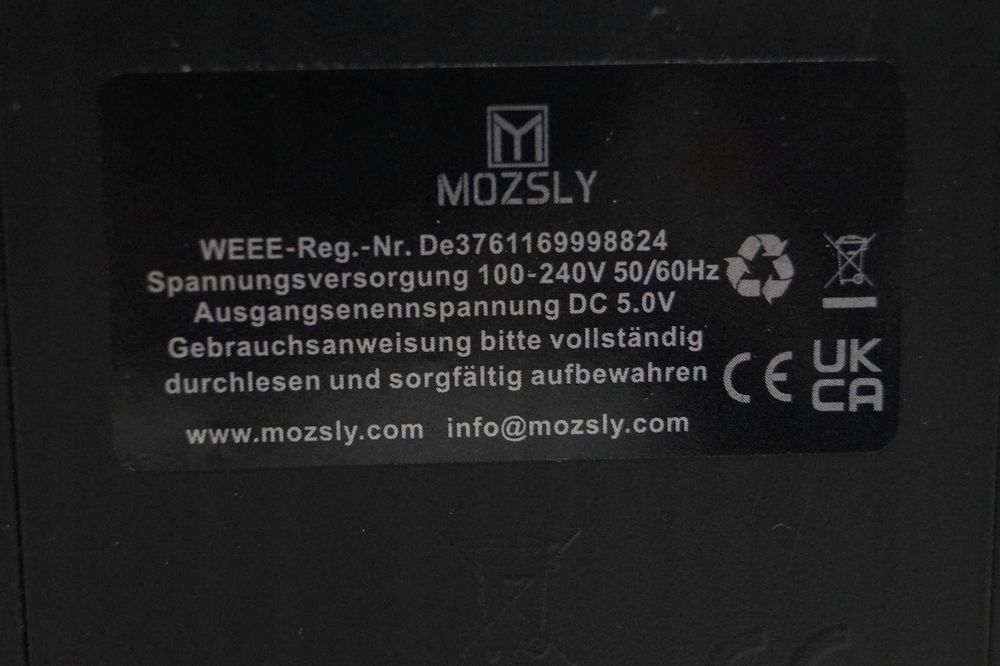 MOZSLY
WEEE-Reg.-Nr. De3761169998824
Spannungsversorgung 100-240V 50/60Hz
Ausgangsenennspannung DC 5.0V
Gebrauchsanweisung bitte vollständig
durchlesen und sorgfältig aufbewahren
CE UK
CA
www.mozsly.com info@mozsly.com